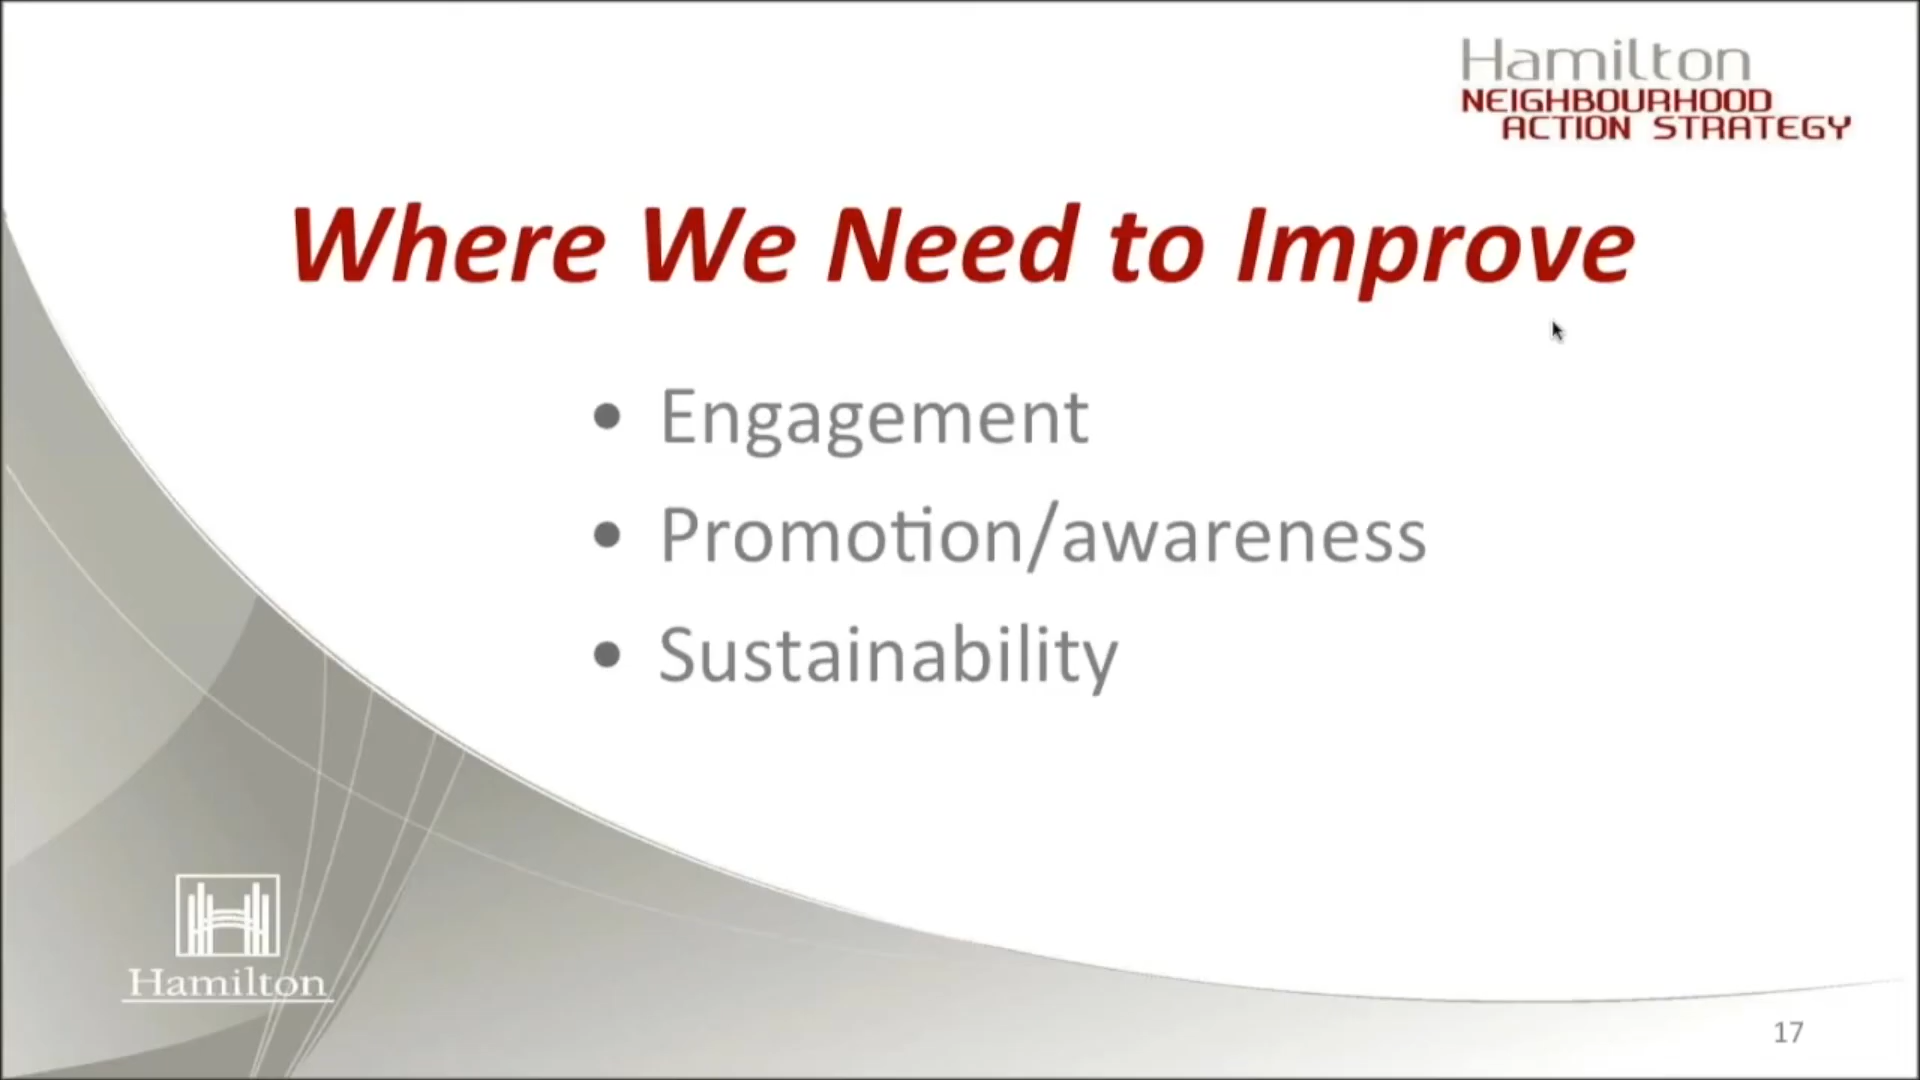 Hamilton
NEIGHBOURHOOD
ACTION STRATEGY
Where We Need to Improve
• Engagement
• Promotion/awareness
• Sustainability
Hamilton
17